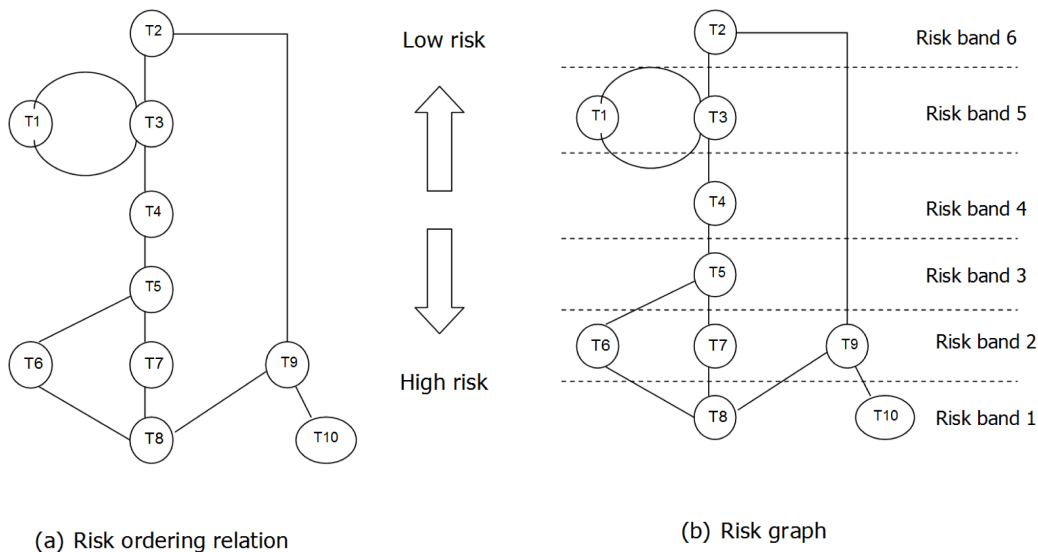 T2
Low risk
T1
T3
T4
T5
T6
T7
T9
High risk
T8
T10
(a) Risk ordering relation
T2
Risk band 6
T1
T3
Risk band 5
T4
Risk band 4
T5
Risk band 3
T6
T7
T9
Risk band 2
T8
T10
Risk band 1
(b) Risk graph